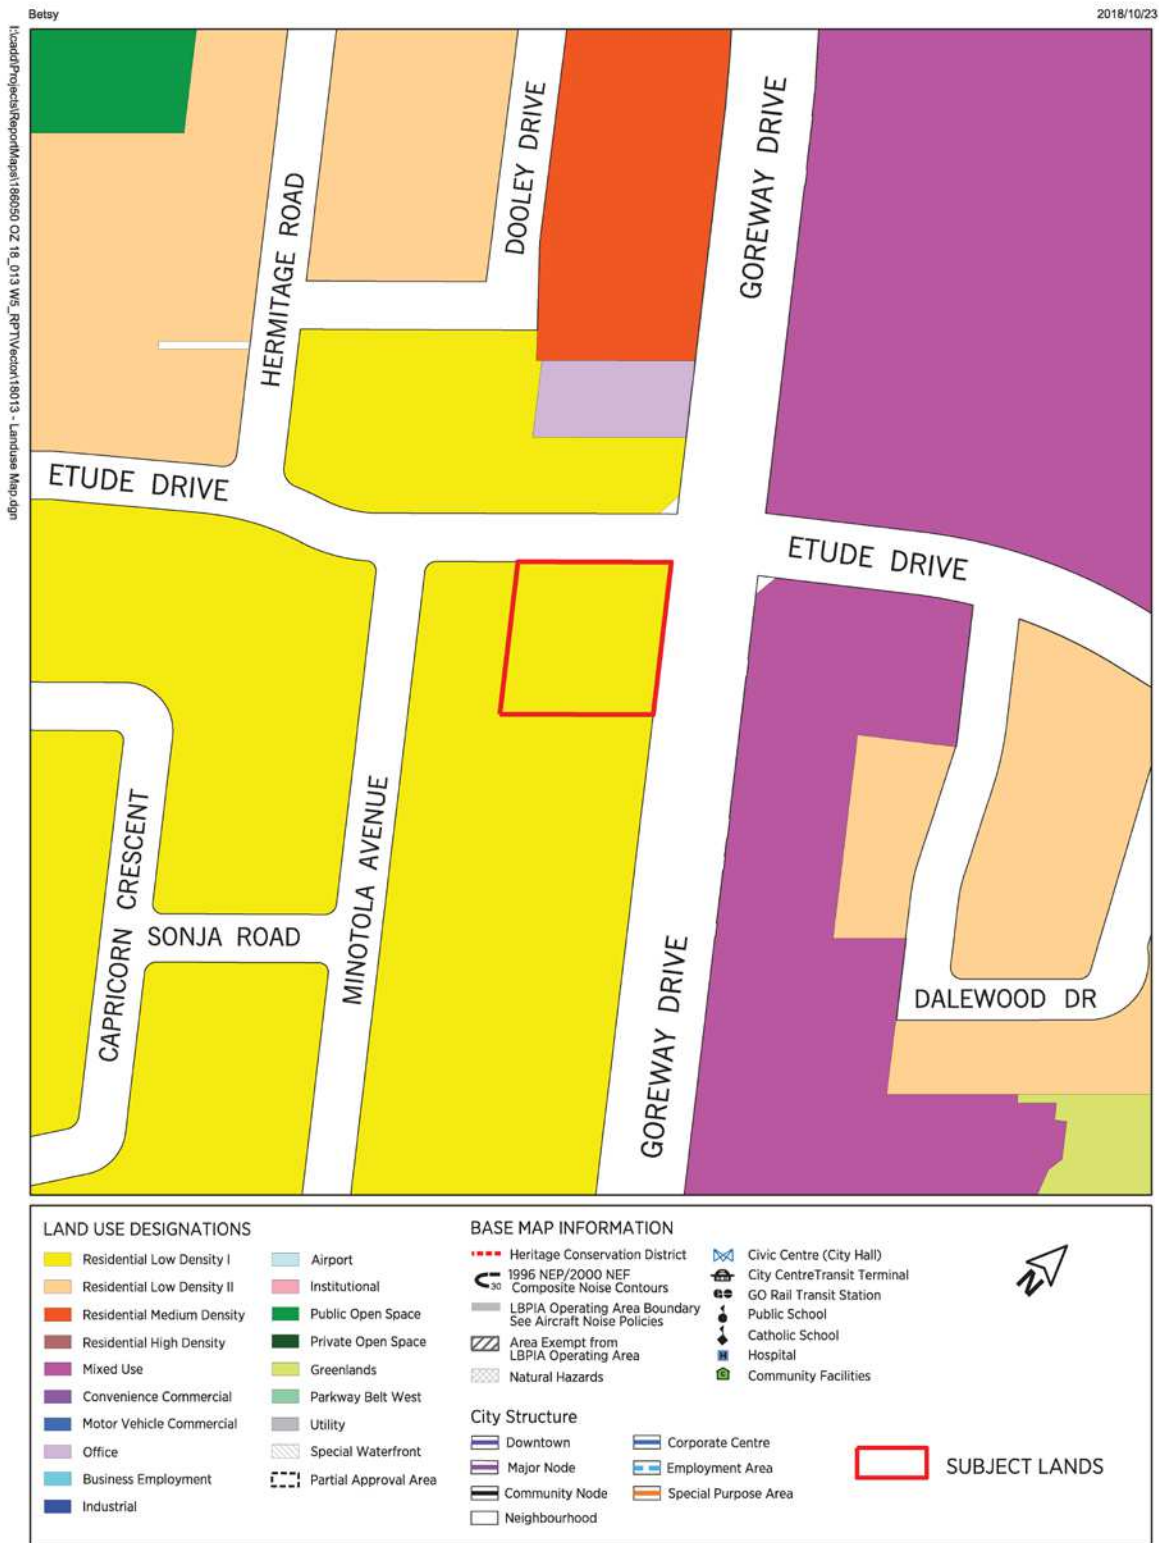 Betsy
2018/10/23
I:\cadd\Projects\ReportMaps\186050 OZ 18_013 W5_RPT\Vector\18013 - Landuse Map.dgn
HERMITAGE ROAD
DOOLEY DRIVE
GOREWAY DRIVE
ETUDE DRIVE
ETUDE DRIVE
CAPRICORN CRESCENT
SONJA ROAD
MINOTOLA AVENUE
GOREWAY DRIVE
DALEWOOD DR
LAND USE DESIGNATIONS
Residential Low Density I
Residential Low Density II
Residential Medium Density
Residential High Density
Mixed Use
Convenience Commercial
Motor Vehicle Commercial
Office
Business Employment
Industrial
Airport
Institutional
Public Open Space
Private Open Space
Greenlands
Parkway Belt West
Utility
Special Waterfront
Partial Approval Area
BASE MAP INFORMATION
Heritage Conservation District
30
1996 NEP/2000 NEF
Composite Noise Contours
LBPIA Operating Area Boundary
See Aircraft Noise Policies
Area Exempt from
LBPIA Operating Area
Natural Hazards
Civic Centre (City Hall)
City CentreTransit Terminal
GO Rail Transit Station
Public School
Catholic School
H
Hospital
Community Facilities
City Structure
Downtown
Major Node
Community Node
Neighbourhood
Corporate Centre
Employment Area
Special Purpose Area
SUBJECT LANDS
N